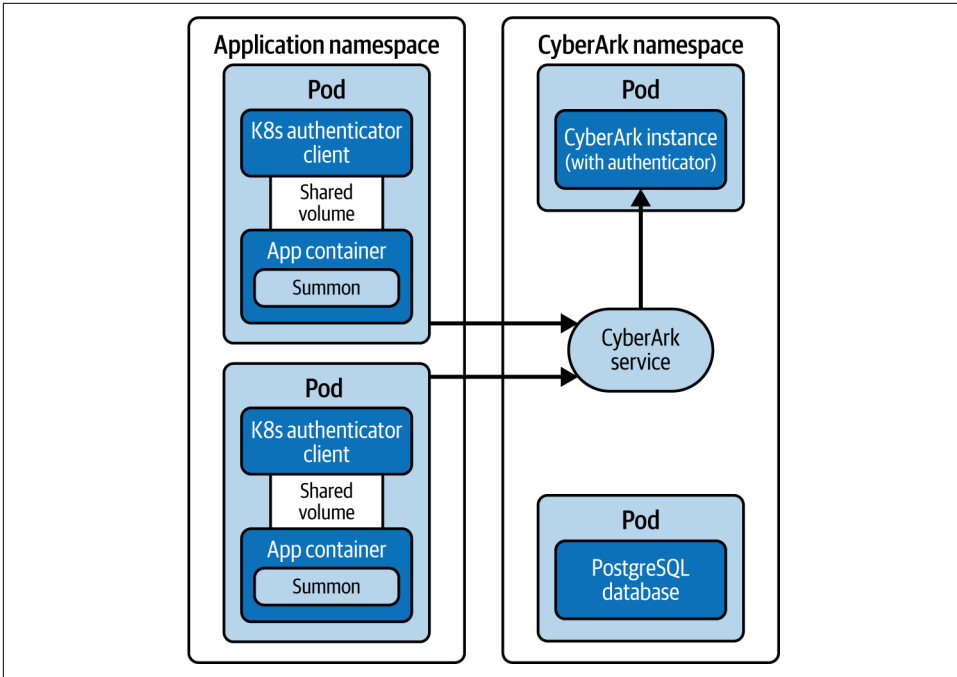 Application namespace
Pod
K8s authenticator
client
Shared
volume
App container
Summon
Pod
K8s authenticator
client
Shared
volume
App container
Summon
CyberArk namespace
Pod
CyberArk instance
(with authenticator)
CyberArk
service
Pod
PostgreSQL
database